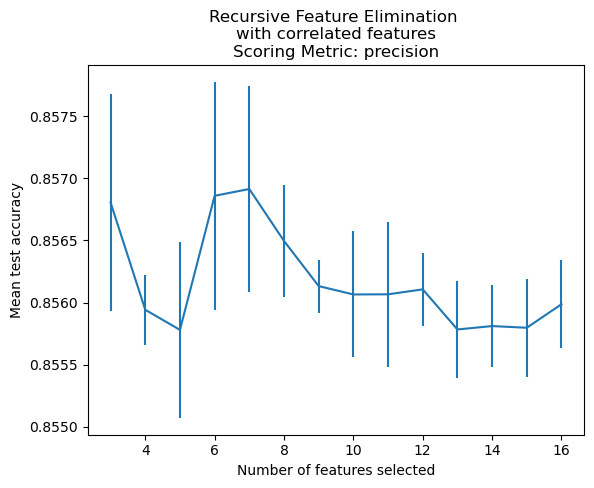 Recursive Feature Elimination
with correlated features
Scoring Metric: precision
Mean test accuracy
0.8575
0.8570
0.8565
0.8560
0.8555
0.8550
4 6 8 10 12 14 16
Number of features selected